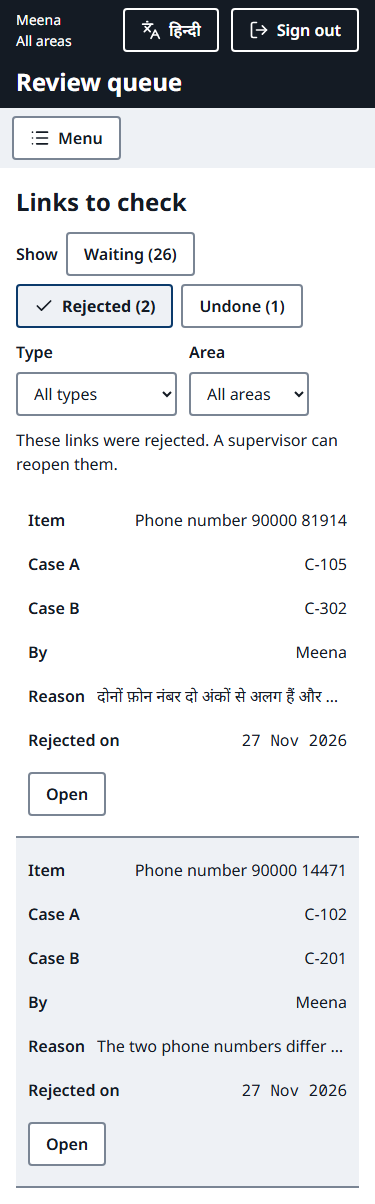 Meena
All areas
हिन्दी
Sign out
Review queue
Menu
Links to check
Show
Waiting (26)
Rejected (2)
Undone (1)
Type
Area
All types
All areas
These links were rejected. A supervisor can
reopen them.
Item Phone number 90000 81914
Case A C-105
Case B C-302
By Meena
Reason दोनों फ़ोन नंबर दो अंकों से अलग हैं और ...
Rejected on 27 Nov 2026
Open
Item Phone number 90000 14471
Case A C-102
Case B C-201
By Meena
Reason The two phone numbers differ ...
Rejected on 27 Nov 2026
Open